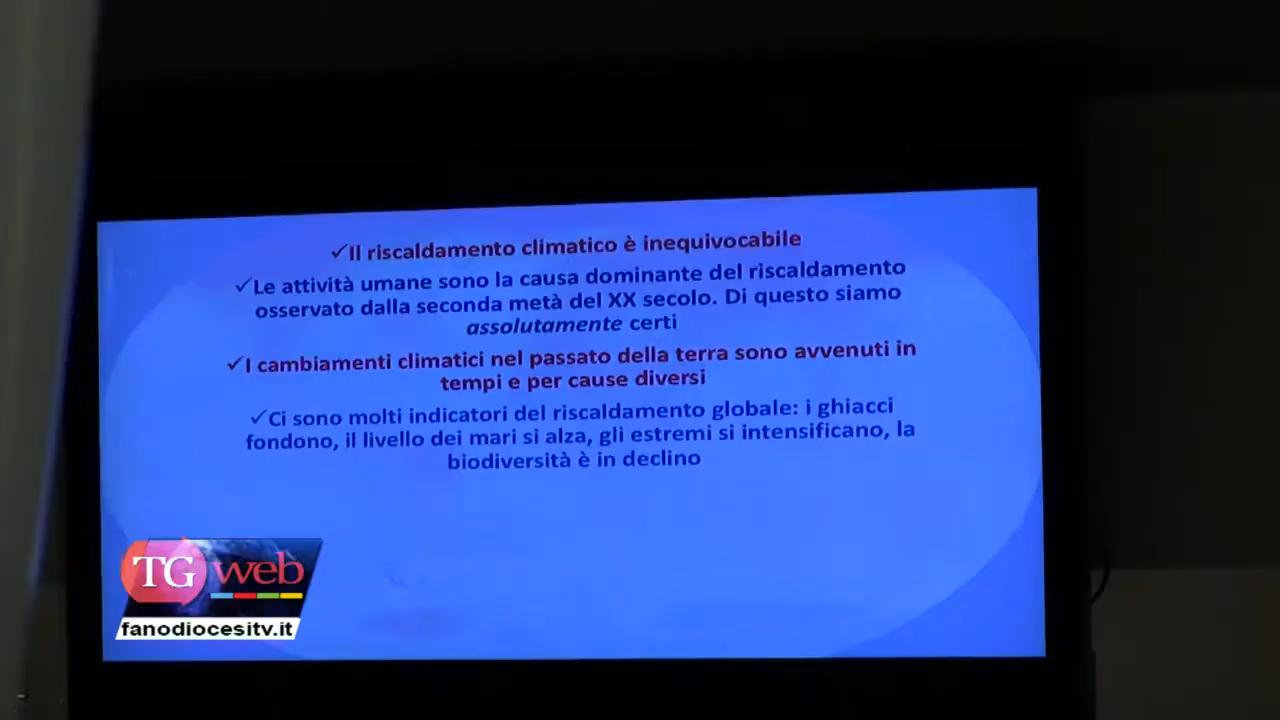 ✓Il riscaldamento climatico è inequivocabile
✓Le attività umane sono la causa dominante del riscaldamento
osservato dalla seconda metà del XX secolo. Di questo siamo
assolutamente certi
✓I cambiamenti climatici nel passato della terra sono avvenuti in
tempi e per cause diversi
✓Ci sono molti indicatori del riscaldamento globale: i ghiacci
fondono, il livello dei mari si alza, gli estremi si intensificano, la
biodiversità è in declino
TG web
fanodiocesitv.it